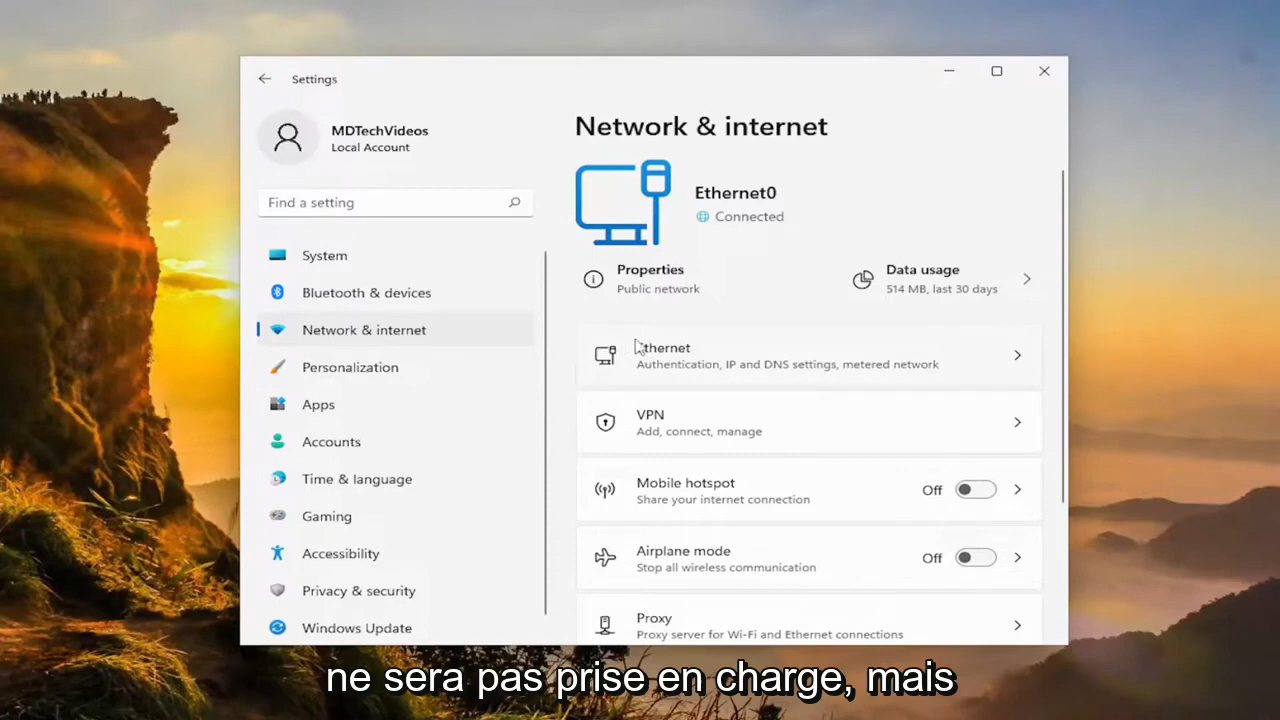 Settings
MDTechVideos
Local Account
Find a setting
System
Bluetooth & devices
Network & internet
Personalization
Apps
Accounts
Time & language
Gaming
Accessibility
Privacy & security
Windows Update
Network & internet
Ethernet0
Connected
Properties
Public network
Data usage
514 MB, last 30 days
Ethernet
Authentication, IP and DNS settings, metered network
VPN
Add, connect, manage
Mobile hotspot
Share your internet connection
Off
Airplane mode
Stop all wireless communication
Off
Proxy
Proxy server for Wi-Fi and Ethernet connections
ne sera pas prise en charge, mais